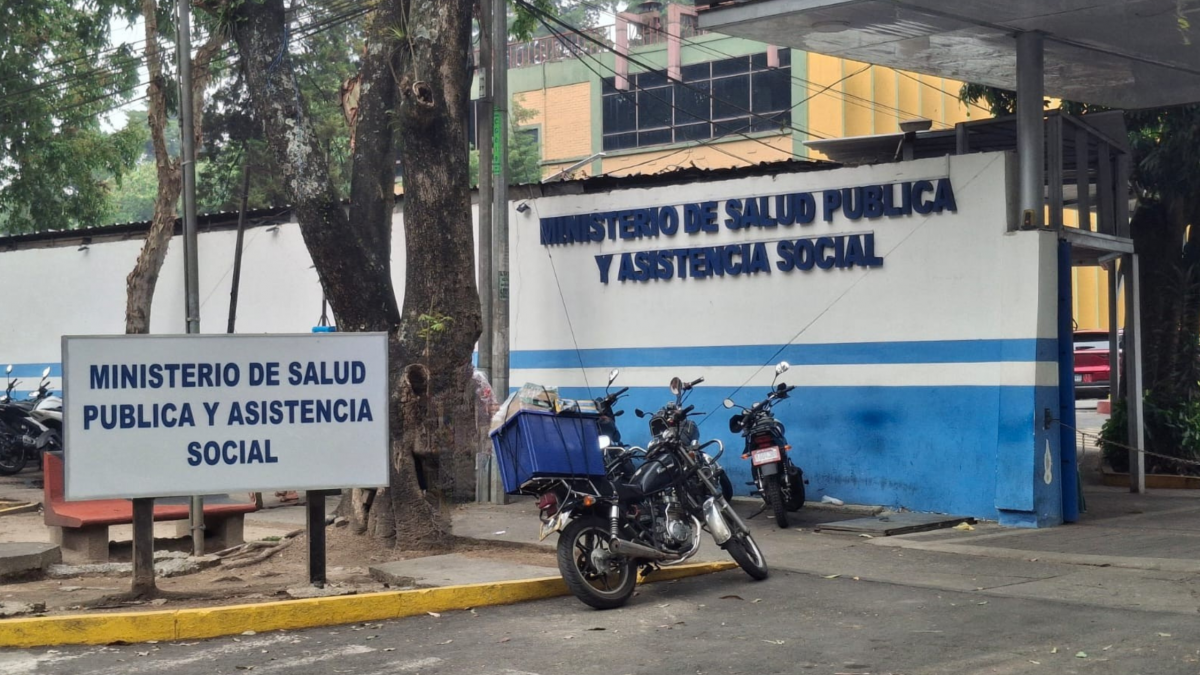 MINISTERIO DE SALUD PUBLICA
Y ASISTENCIA SOCIAL
MINISTERIO DE SALUD
PUBLICA Y ASISTENCIA
SOCIAL